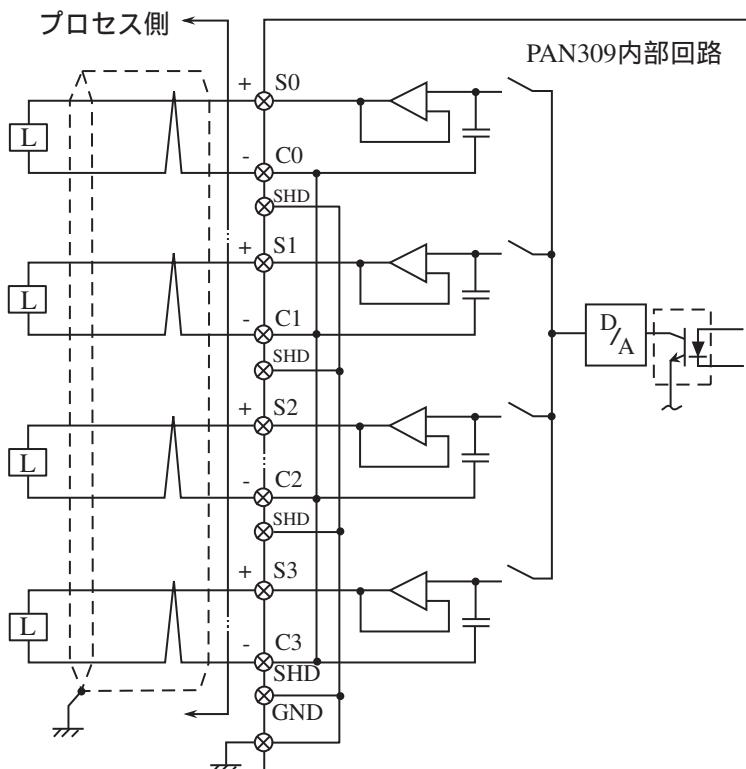 プロセス側
PAN309内部回路
+ S0
L
- C0
SHD
+ S1
L
- C1
SHD
D/A
+ S2
L
- C2
SHD
+ S3
L
- C3
SHD
GND